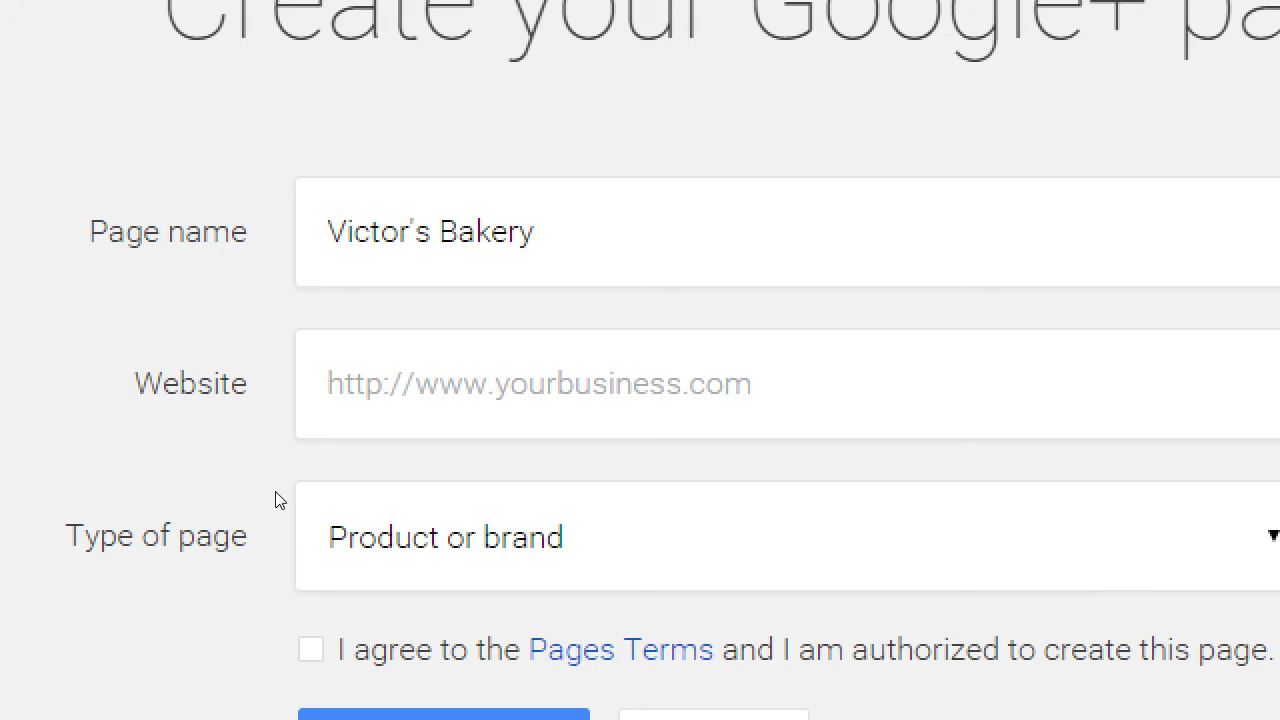 Create your Google+ pa
Page name
Victor's Bakery
Website
http://www.yourbusiness.com
Type of page
Product or brand
I agree to the Pages Terms and I am authorized to create this page.